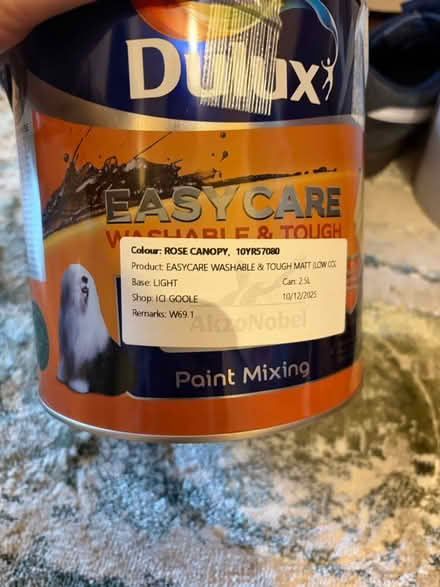 Dulux
EASYCARE
WASHABLE & TOUGH
Colour: ROSE CANOPY, 10YR57080
Product: EASYCARE WASHABLE & TOUGH MATT (LOW COL
Base: LIGHT Can: 2.5L
Shop: ICI GOOLE 10/12/2025
Remarks: W69.1
AkzoNobel
Paint Mixing